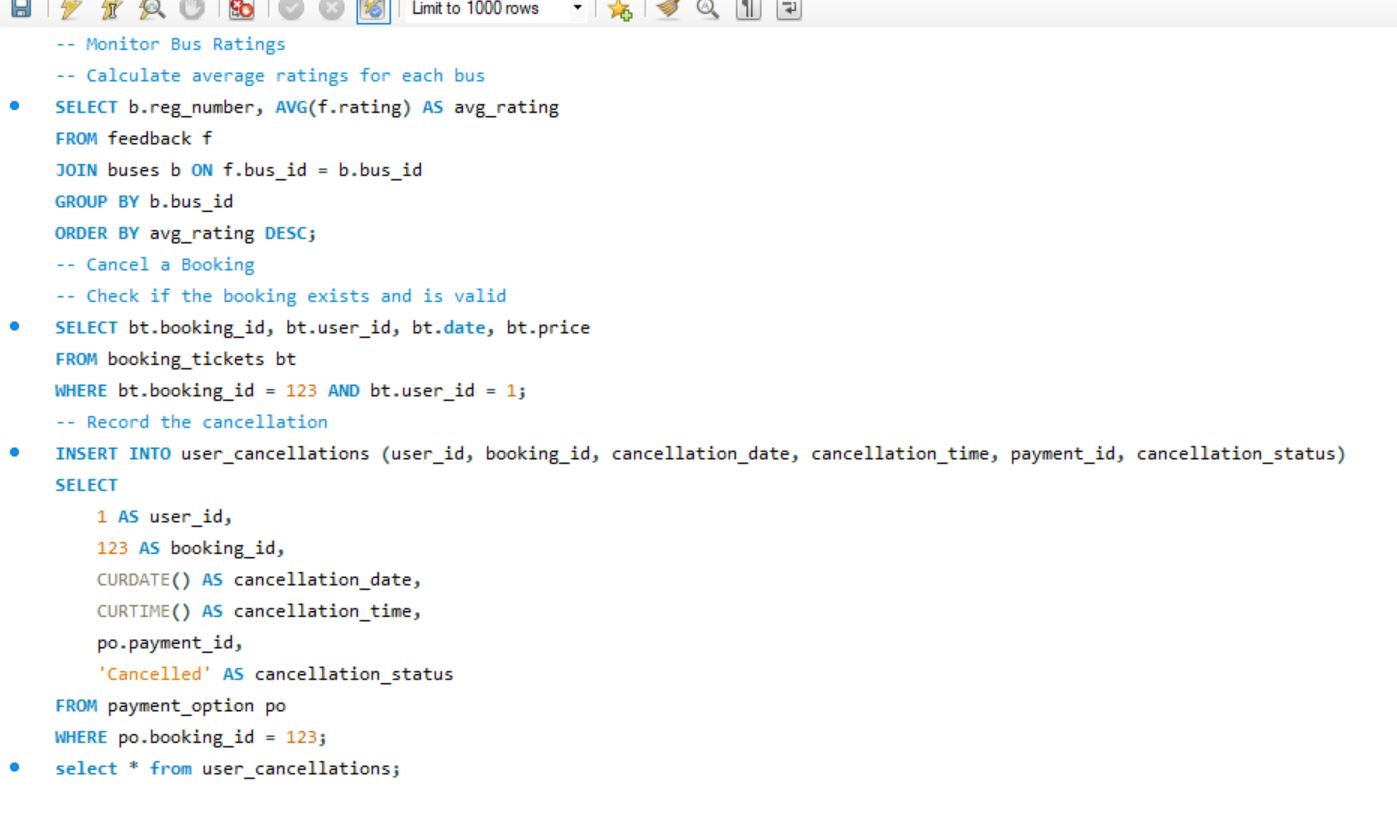 Limit to 1000 rows
-- Monitor Bus Ratings
-- Calculate average ratings for each bus
SELECT b.reg_number, AVG(f.rating) AS avg_rating
FROM feedback f
JOIN buses b ON f.bus_id = b.bus_id
GROUP BY b.bus_id
ORDER BY avg_rating DESC;
-- Cancel a Booking
-- Check if the booking exists and is valid
SELECT bt.booking_id, bt.user_id, bt.date, bt.price
FROM booking_tickets bt
WHERE bt.booking_id = 123 AND bt.user_id = 1;
-- Record the cancellation
INSERT INTO user_cancellations (user_id, booking_id, cancellation_date, cancellation_time, payment_id, cancellation_status)
SELECT
    1 AS user_id,
    123 AS booking_id,
    CURDATE() AS cancellation_date,
    CURTIME() AS cancellation_time,
    po.payment_id,
    'Cancelled' AS cancellation_status
FROM payment_option po
WHERE po.booking_id = 123;
select * from user_cancellations;